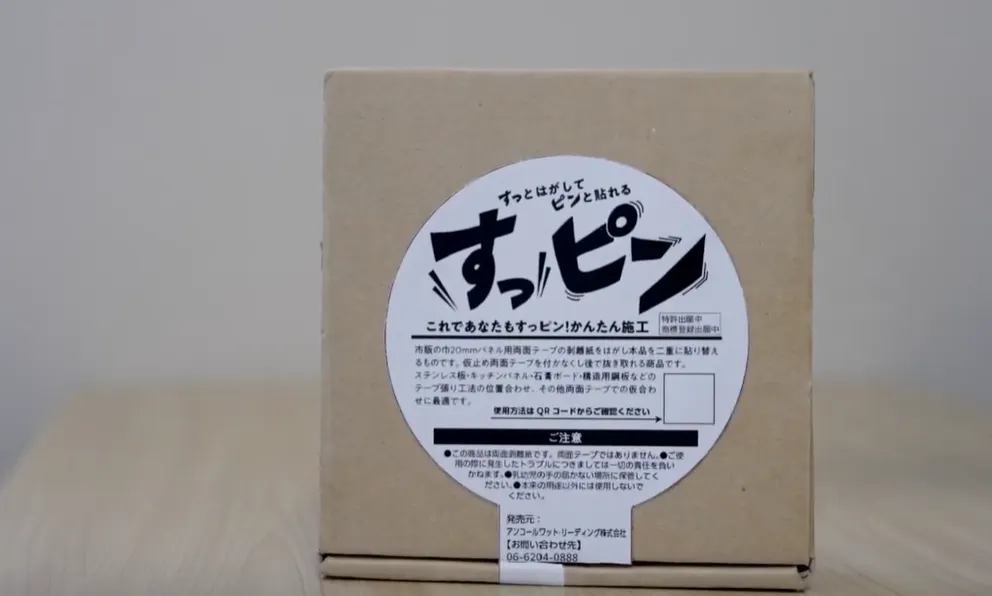 すっとはがして
ピンと貼れる
すっピン
これであなたもすっピン!かんたん施工
特許出願中
商標登録出願中
市販の巾20mmパネル用両面テープの剥離紙をはがし本品を二重に貼り替え
るものです。仮止め両面テープを付かなくし後で抜き取れる商品です。
ステンレス板・キッチンパネル・石膏ボード・構造用鋼板などの
テープ張り工法の位置合わせ、その他両面テープでの仮合わ
せに最適です。
使用方法はQRコードからご確認ください
ご注意
●この商品は両面剥離紙です。両面テープではありません。●ご使
用の際に発生したトラブルにつきましては一切の責任を負い
かねます。●乳幼児の手の届かない場所に保管してく
ださい。●本来の用途以外には使用しないで
ください。
発売元：
アンコールワット・リーディング株式会社
【お問い合わせ先】
06-6204-0888